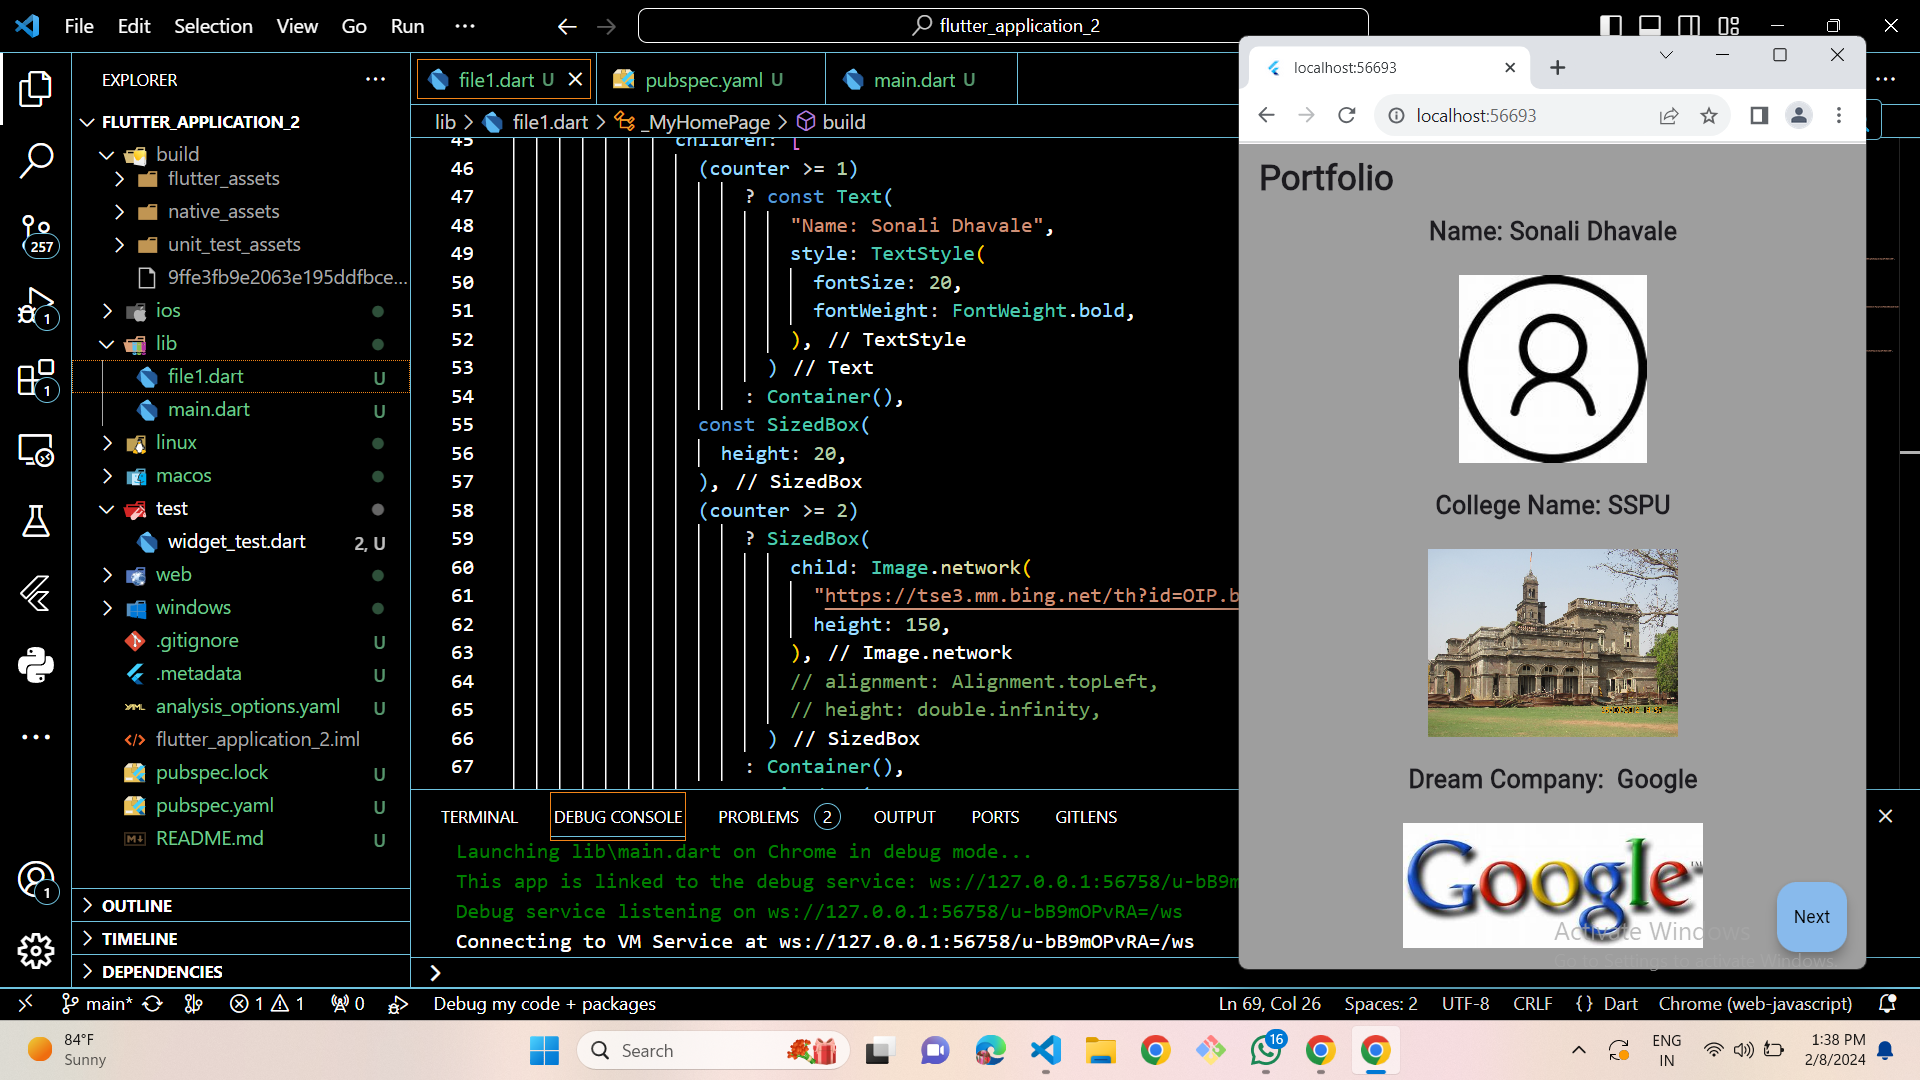 File Edit Selection View Go Run
flutter_application_2
EXPLORER
FLUTTER_APPLICATION_2
build
flutter_assets
native_assets
unit_test_assets
9ffe3fb9e2063e195ddfbce...
ios
lib
file1.dart U
main.dart U
linux
macos
test
widget_test.dart 2, U
web
windows
.gitignore U
.metadata U
analysis_options.yaml U
flutter_application_2.iml
pubspec.lock U
pubspec.yaml U
README.md U
OUTLINE
TIMELINE
DEPENDENCIES
257
1
1
1
file1.dart U
pubspec.yaml U
main.dart U
lib > file1.dart > _MyHomePage > build
45 children: [
46 (counter >= 1)
47 ? const Text(
48 "Name: Sonali Dhavale",
49 style: TextStyle(
50 fontSize: 20,
51 fontWeight: FontWeight.bold,
52 ), // TextStyle
53 ) // Text
54 : Container(),
55 const SizedBox(
56 height: 20,
57 ), // SizedBox
58 (counter >= 2)
59 ? SizedBox(
60 child: Image.network(
61 "https://tse3.mm.bing.net/th?id=OIP.b
62 height: 150,
63 ), // Image.network
64 // alignment: Alignment.topLeft,
65 // height: double.infinity,
66 ) // SizedBox
67 : Container(),
TERMINAL DEBUG CONSOLE PROBLEMS 2 OUTPUT PORTS GITLENS
Launching lib\main.dart on Chrome in debug mode...
This app is linked to the debug service: ws://127.0.0.1:56758/u-bB9m
Debug service listening on ws://127.0.0.1:56758/u-bB9mOPvRA=/ws
Connecting to VM Service at ws://127.0.0.1:56758/u-bB9mOPvRA=/ws
localhost:56693
localhost:56693
Portfolio
Name: Sonali Dhavale
College Name: SSPU
Dream Company:  Google
Google
Next
Activate Windows
Go to Settings to activate Windows.
main* 1 1 0 Debug my code + packages Ln 69, Col 26 Spaces: 2 UTF-8 CRLF {} Dart Chrome (web-javascript)
84°F
Sunny
Search
16
ENG
IN
1:38 PM
2/8/2024